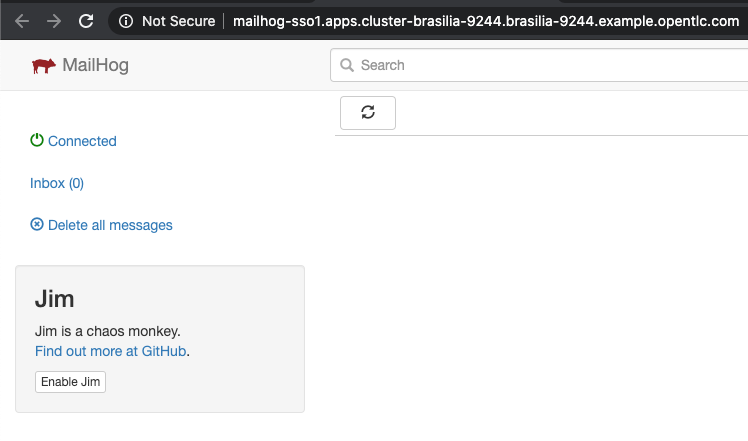 Not Secure mailhog-sso1.apps.cluster-brasilia-9244.brasilia-9244.example.opentlc.com
MailHog
Search
Connected
Inbox (0)
Delete all messages
Jim
Jim is a chaos monkey.
Find out more at GitHub.
Enable Jim